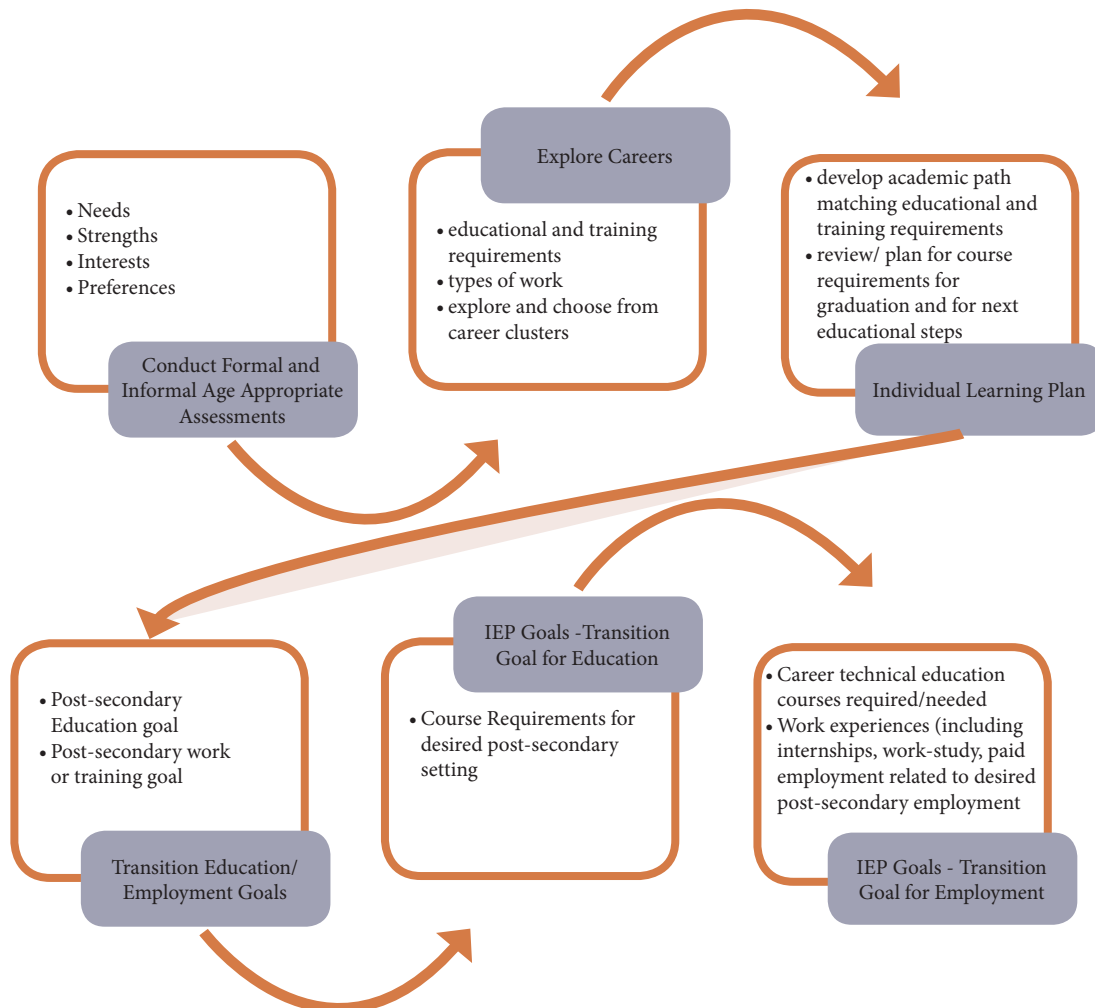 • Needs
• Strengths
• Interests
• Preferences
Conduct Formal and
Informal Age Appropriate
Assessments
Explore Careers
• educational and training
requirements
• types of work
• explore and choose from
career clusters
• develop academic path
matching educational and
training requirements
• review/ plan for course
requirements for
graduation and for next
educational steps
Individual Learning Plan
• Post-secondary
Education goal
• Post-secondary work
or training goal
Transition Education/
Employment Goals
IEP Goals -Transition
Goal for Education
• Course Requirements for
desired post-secondary
setting
• Career technical education
courses required/needed
• Work experiences (including
internships, work-study, paid
employment related to desired
post-secondary employment
IEP Goals - Transition
Goal for Employment